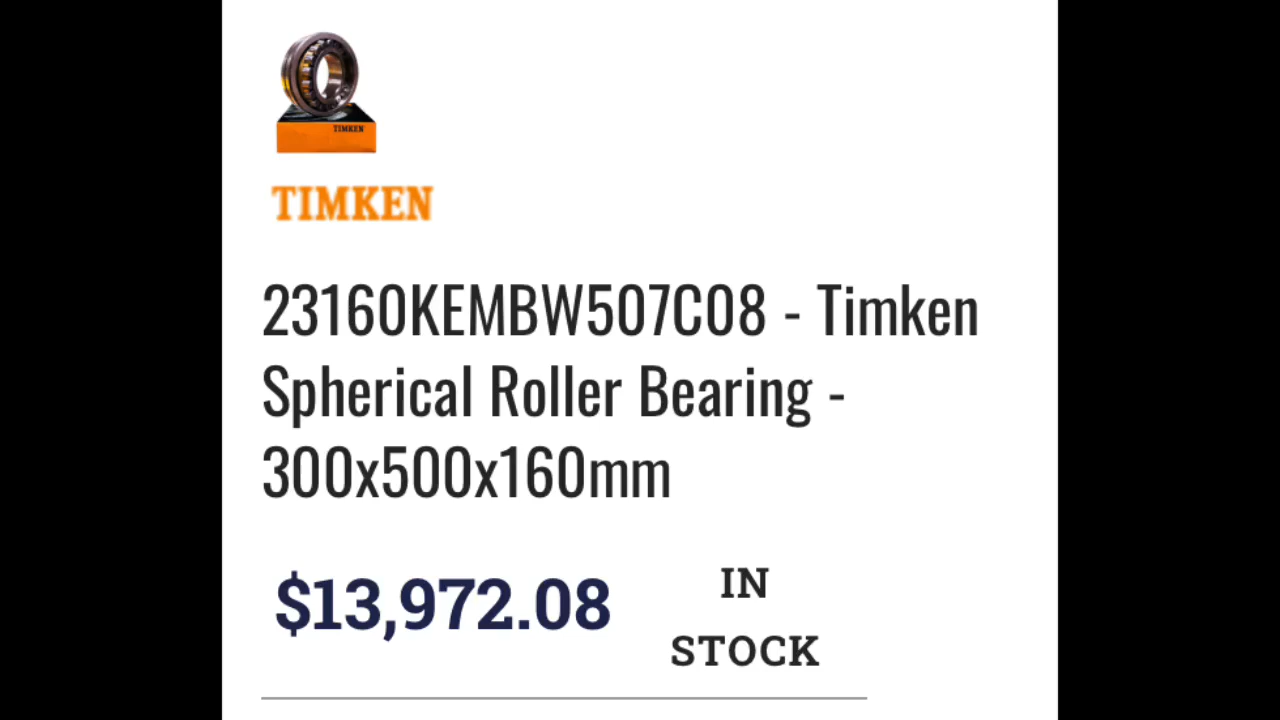 TIMKEN
TIMKEN
23160KEMBW507C08 - Timken
Spherical Roller Bearing -
300x500x160mm
$13,972.08
IN
STOCK